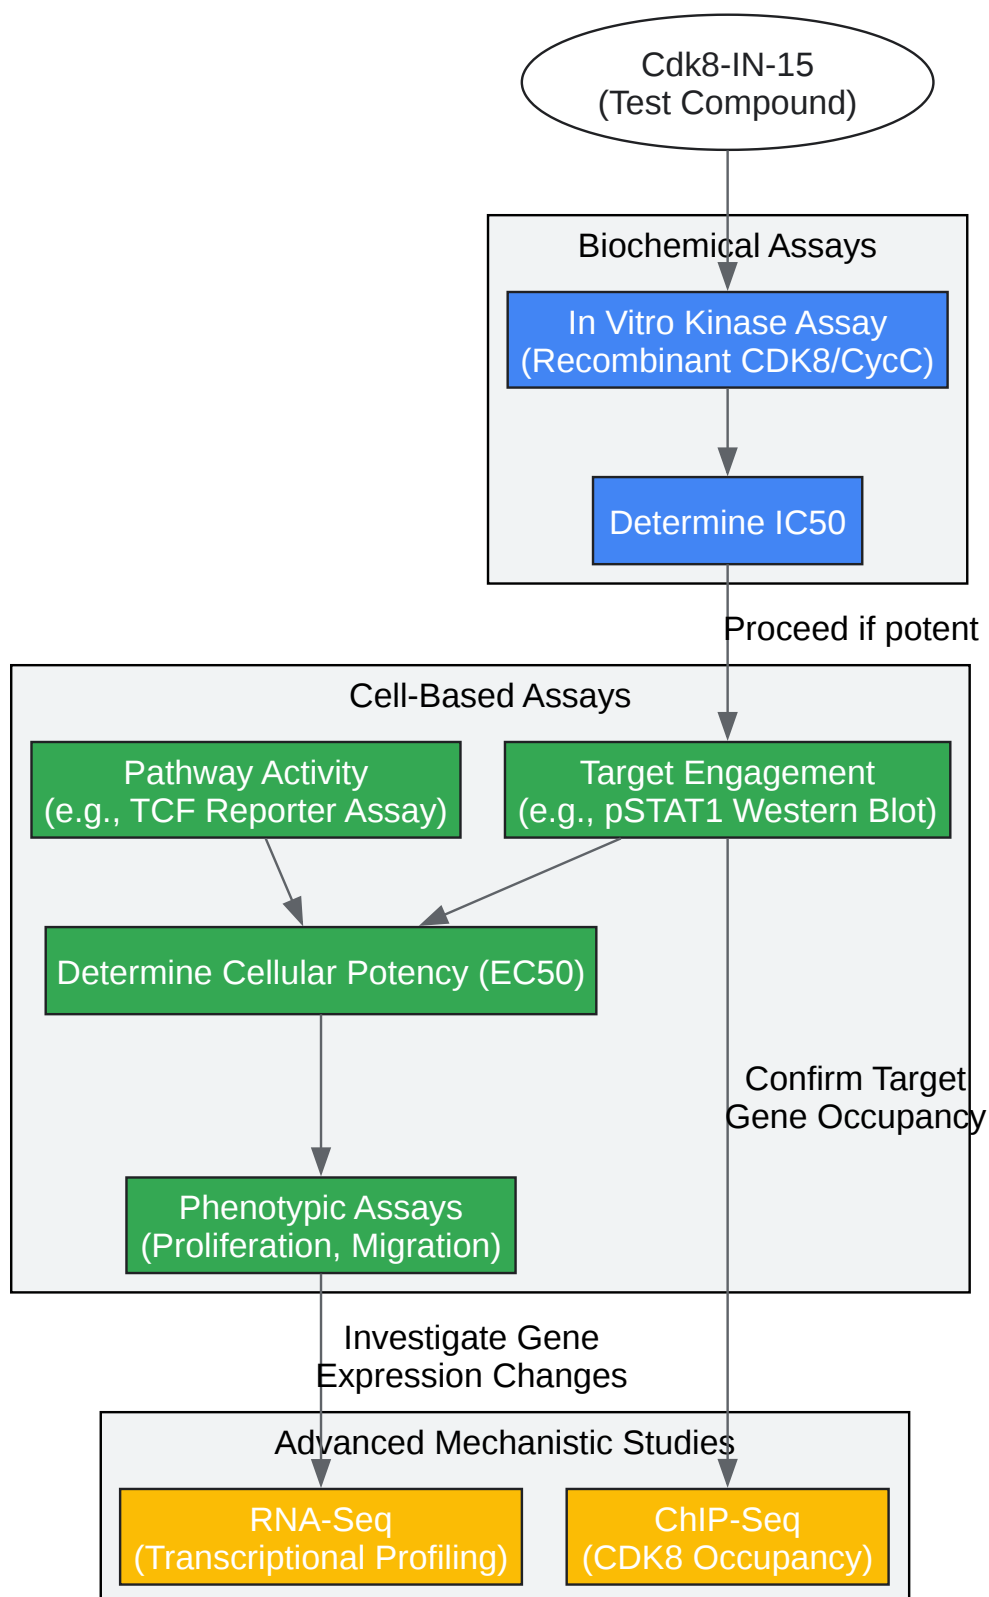 Cdk8-IN-15
(Test Compound)
Biochemical Assays
In Vitro Kinase Assay
(Recombinant CDK8/CycC)
Determine IC50
Proceed if potent
Cell-Based Assays
Pathway Activity
(e.g., TCF Reporter Assay)
Target Engagement
(e.g., pSTAT1 Western Blot)
Determine Cellular Potency (EC50)
Confirm Target
Gene Occupancy
Phenotypic Assays
(Proliferation, Migration)
Investigate Gene
Expression Changes
Advanced Mechanistic Studies
RNA-Seq
(Transcriptional Profiling)
ChIP-Seq
(CDK8 Occupancy)